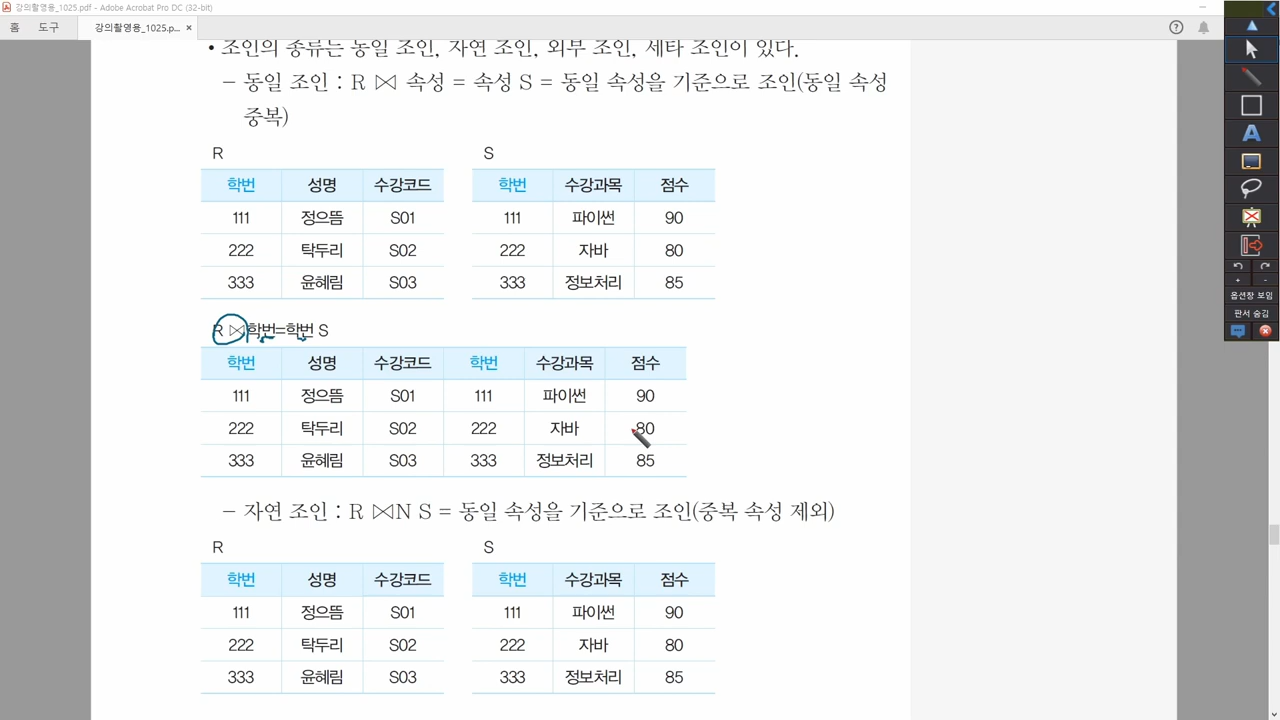 강의촬영용_1025.pdf - Adobe Acrobat Pro DC (32-bit)
홈 도구 강의촬영용_1025.p... ×
• 조인의 종류는 동일 조인, 자연 조인, 외부 조인, 세타 조인이 있다.
– 동일 조인 : R ⋈ 속성 = 속성 S = 동일 속성을 기준으로 조인(동일 속성
중복)
R S
학번 성명 수강코드 학번 수강과목 점수
111 정으뜸 S01 111 파이썬 90
222 탁두리 S02 222 자바 80
333 윤혜림 S03 333 정보처리 85
R ⋈학번=학번 S
학번 성명 수강코드 학번 수강과목 점수
111 정으뜸 S01 111 파이썬 90
222 탁두리 S02 222 자바 80
333 윤혜림 S03 333 정보처리 85
– 자연 조인 : R ⋈N S = 동일 속성을 기준으로 조인(중복 속성 제외)
R S
학번 성명 수강코드 학번 수강과목 점수
111 정으뜸 S01 111 파이썬 90
222 탁두리 S02 222 자바 80
333 윤혜림 S03 333 정보처리 85
A
+ -
옵션장 보임
판서 숨김